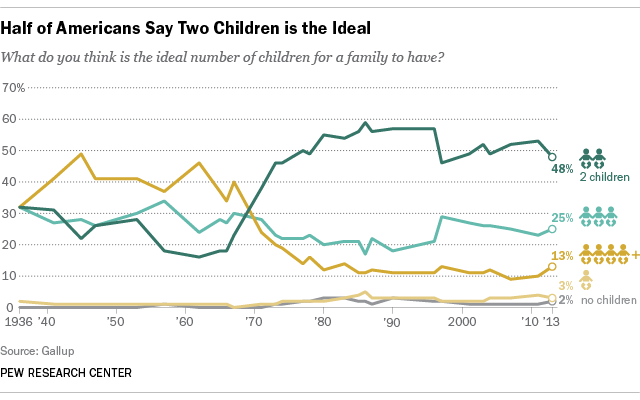 Half of Americans Say Two Children is the Ideal
What do you think is the ideal number of children for a family to have?
70%
60
50
40
30
20
10
0
48%
2 children
25%
13%
+
3%
2% no children
1936 '40 '50 '60 '70 '80 '90 2000 '10 '13
Source: Gallup
PEW RESEARCH CENTER